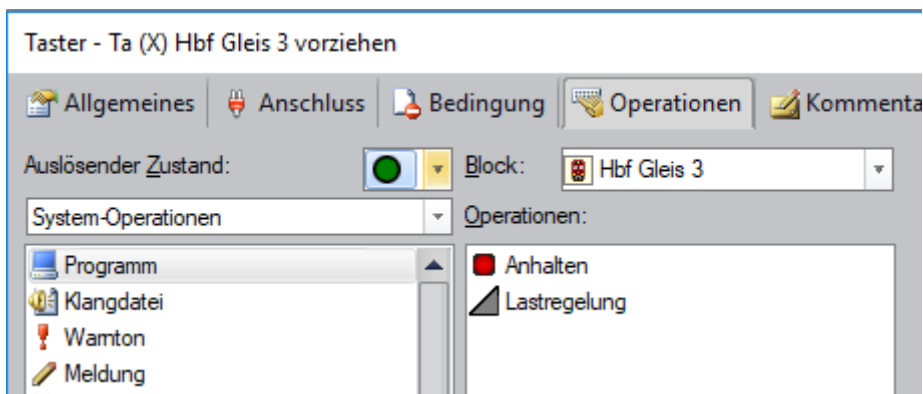 Taster - Ta (X) Hbf Gleis 3 vorziehen
Allgemeines Anschluss Bedingung Operationen Kommenta
Auslösender Zustand: Block: Hbf Gleis 3
System-Operationen Operationen:
Programm Anhalten
Klangdatei Lastregelung
Warnton
Meldung